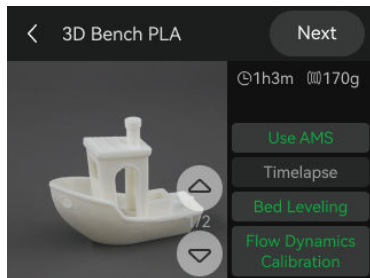 3D Bench PLA
Next
1h3m 170g
Use AMS
Timelapse
1/2
Bed Leveling
Flow Dynamics
Calibration